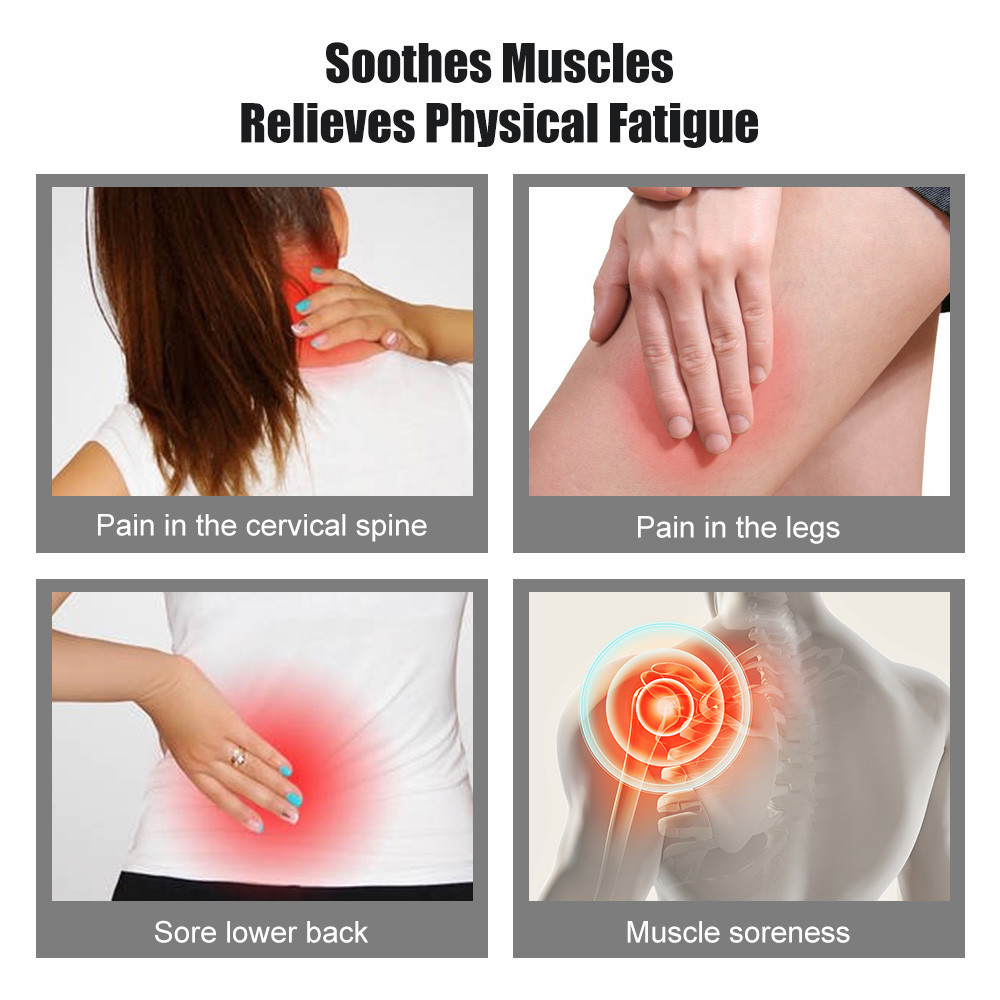 Soothes Muscles
Relieves Physical Fatigue
Pain in the cervical spine
Pain in the legs
Sore lower back
Muscle soreness